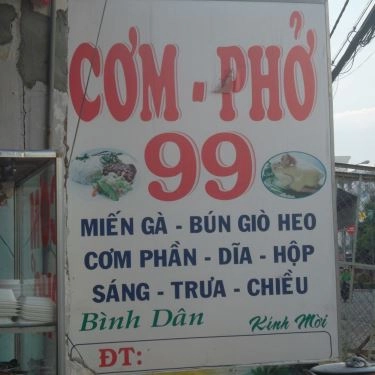 CƠM - PHỞ
99
MIẾN GÀ - BÚN GIÒ HEO
CƠM PHẦN - DĨA - HỘP
SÁNG - TRƯA - CHIỀU
Bình Dân Kính Mời
ĐT: